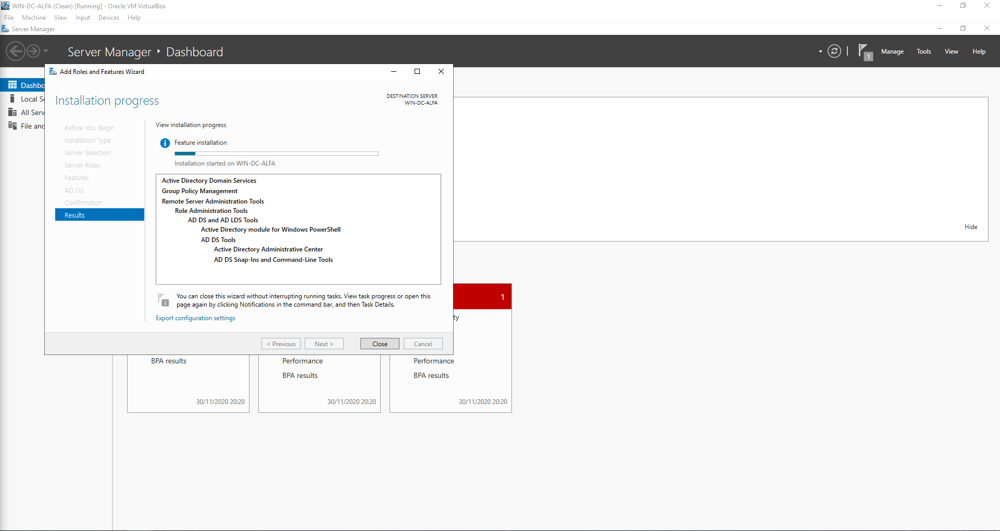 WIN-DC-ALFA (Clean) [Running] - Oracle VM VirtualBox
File Machine View Input Devices Help
Server Manager
Server Manager Dashboard
1 Manage Tools View Help
Add Roles and Features Wizard
Dashbo
Local Se
All Serv
File and
Installation progress
DESTINATION SERVER
WIN-DC-ALFA
Before You Begin
Installation Type
Server Selection
Server Roles
Features
AD DS
Confirmation
Results
View installation progress
Feature installation
Installation started on WIN-DC-ALFA
Active Directory Domain Services
Group Policy Management
Remote Server Administration Tools
Role Administration Tools
AD DS and AD LDS Tools
Active Directory module for Windows PowerShell
AD DS Tools
Active Directory Administrative Center
AD DS Snap-Ins and Command-Line Tools
1
You can close this wizard without interrupting running tasks. View task progress or open this
page again by clicking Notifications in the command bar, and then Task Details.
Export configuration settings
< Previous Next > Close Cancel
Hide
1
ty
BPA results
30/11/2020 20:20
Performance
BPA results
30/11/2020 20:20
Performance
BPA results
30/11/2020 20:20